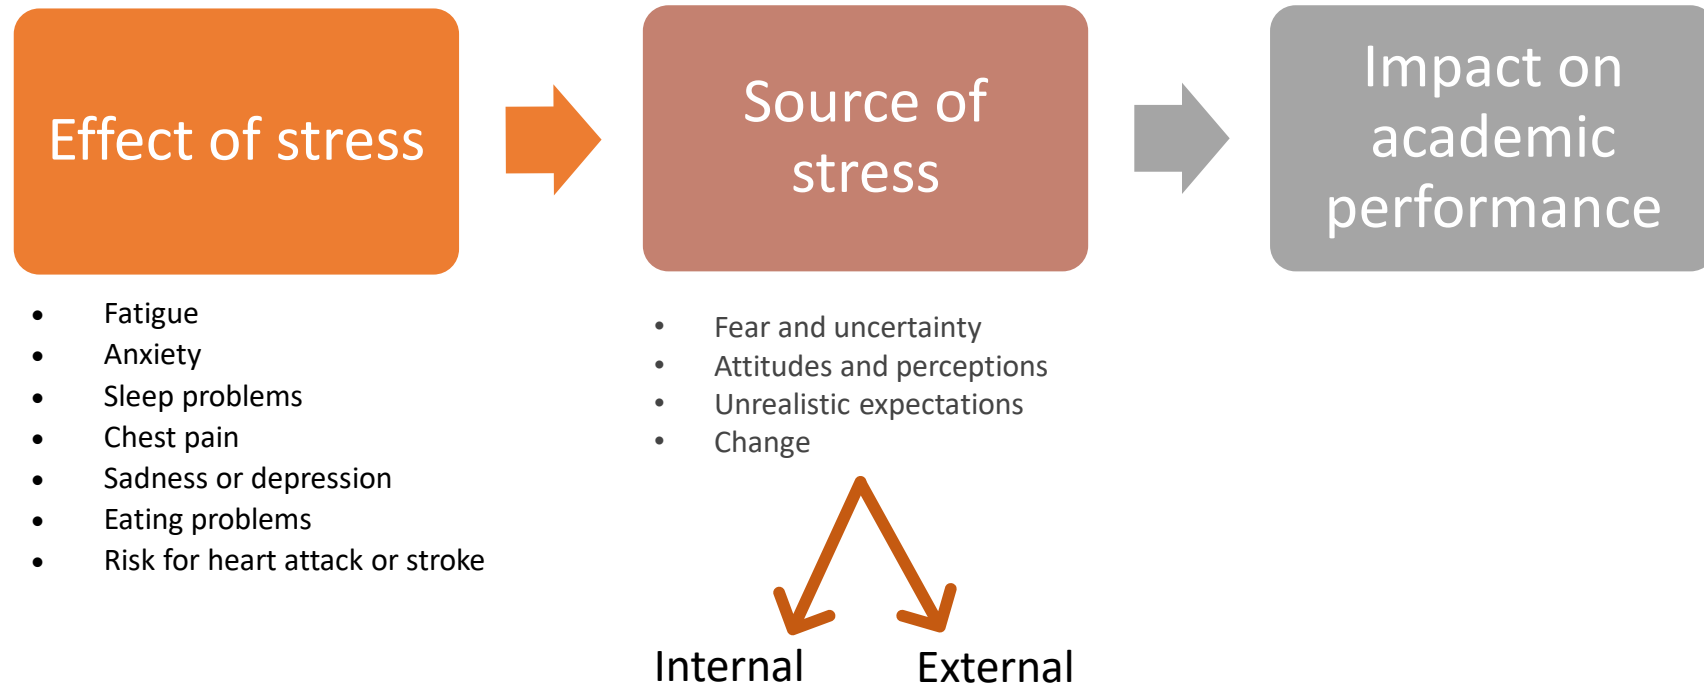 Effect of stress
• Fatigue
• Anxiety
• Sleep problems
• Chest pain
• Sadness or depression
• Eating problems
• Risk for heart attack or stroke
Source of
stress
• Fear and uncertainty
• Attitudes and perceptions
• Unrealistic expectations
• Change
Internal
External
Impact on
academic
performance